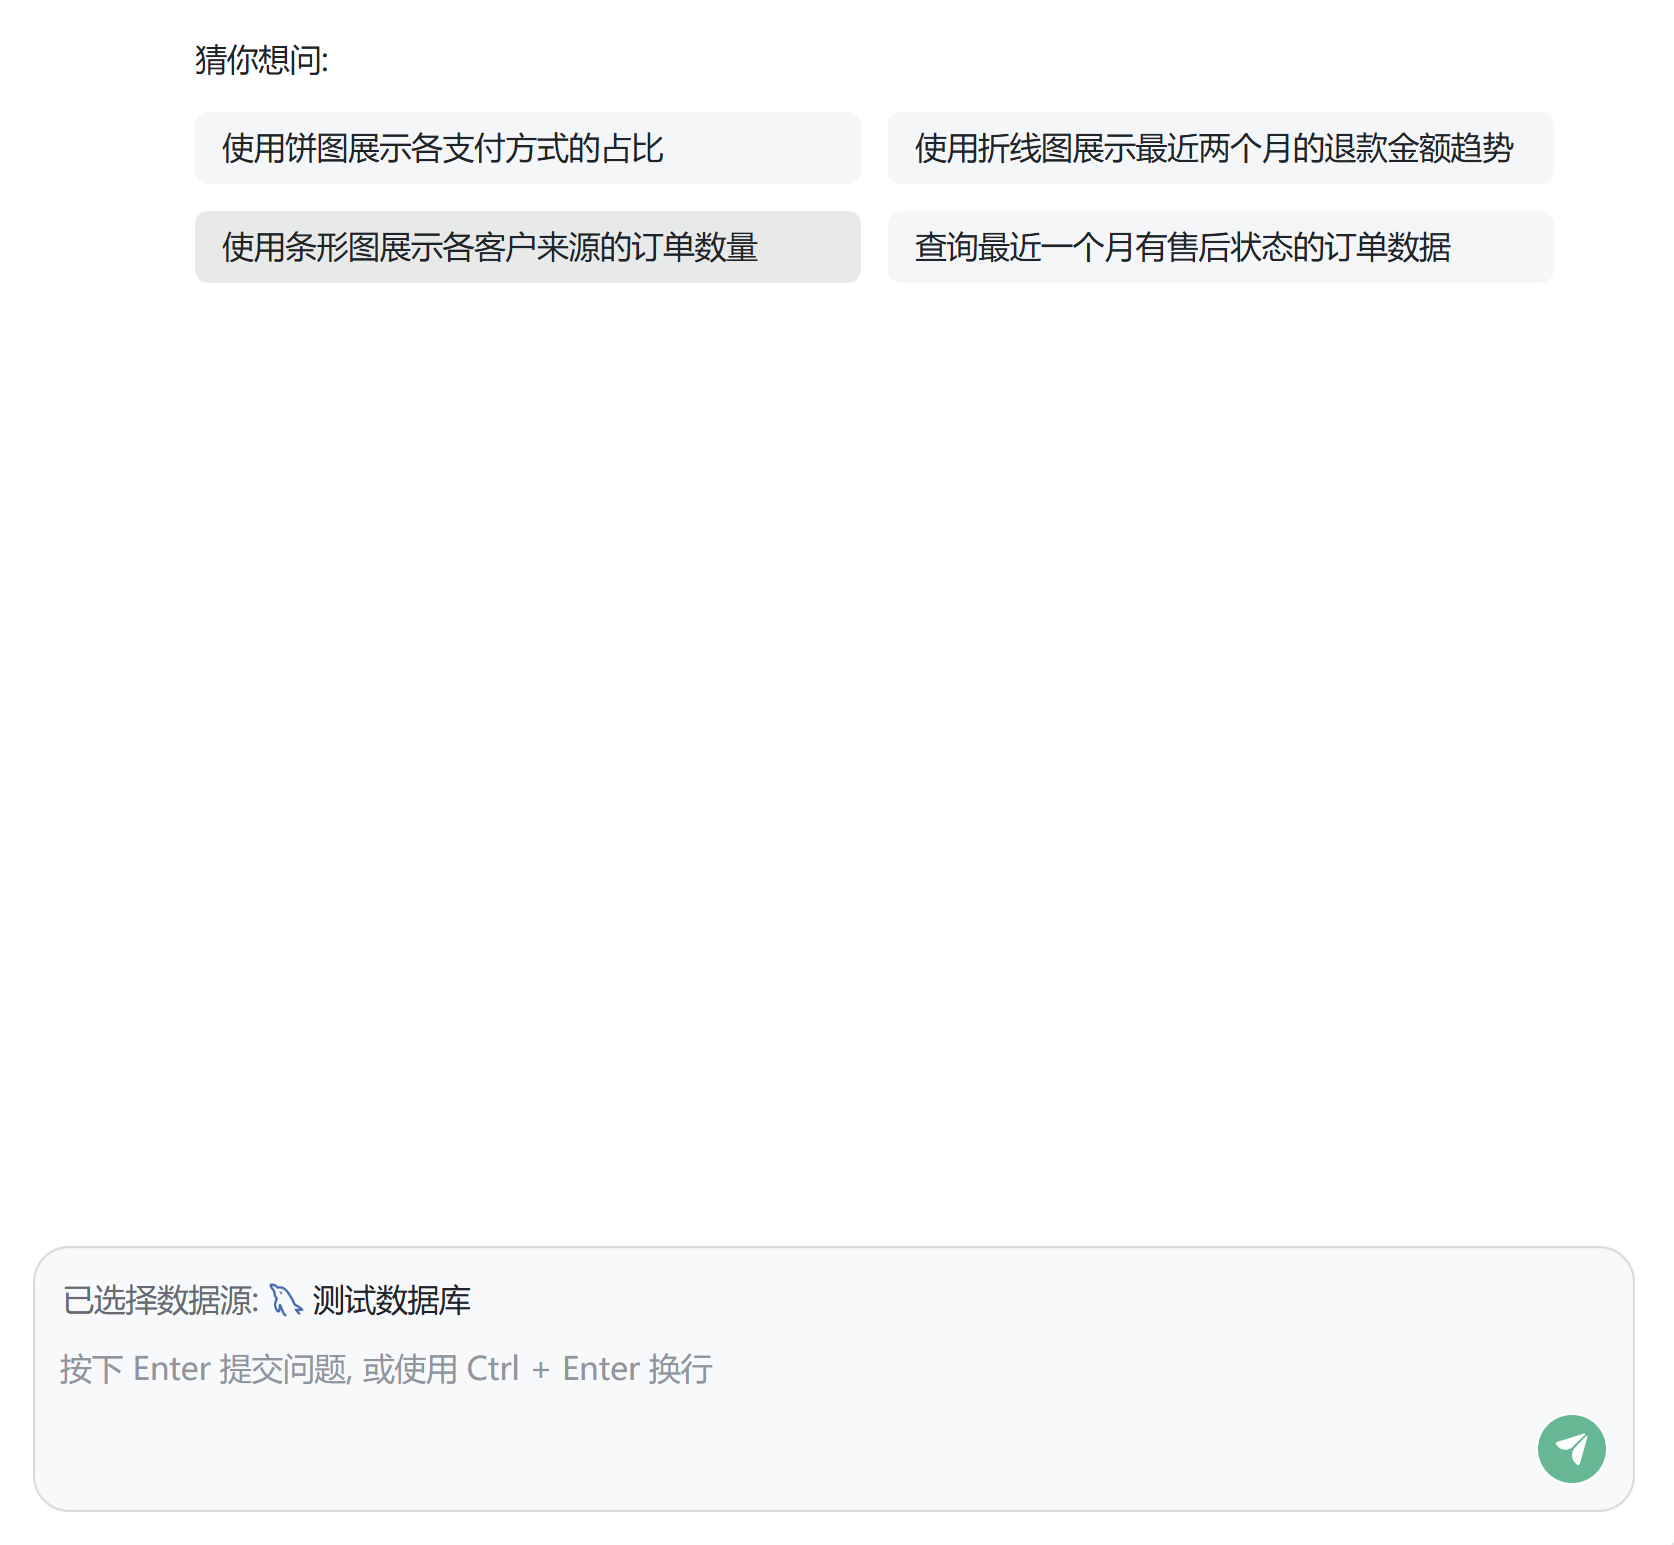 猜你想问:
使用饼图展示各支付方式的占比
使用折线图展示最近两个月的退款金额趋势
使用条形图展示各客户来源的订单数量
查询最近一个月有售后状态的订单数据
已选择数据源: 测试数据库
按下 Enter 提交问题, 或使用 Ctrl + Enter 换行